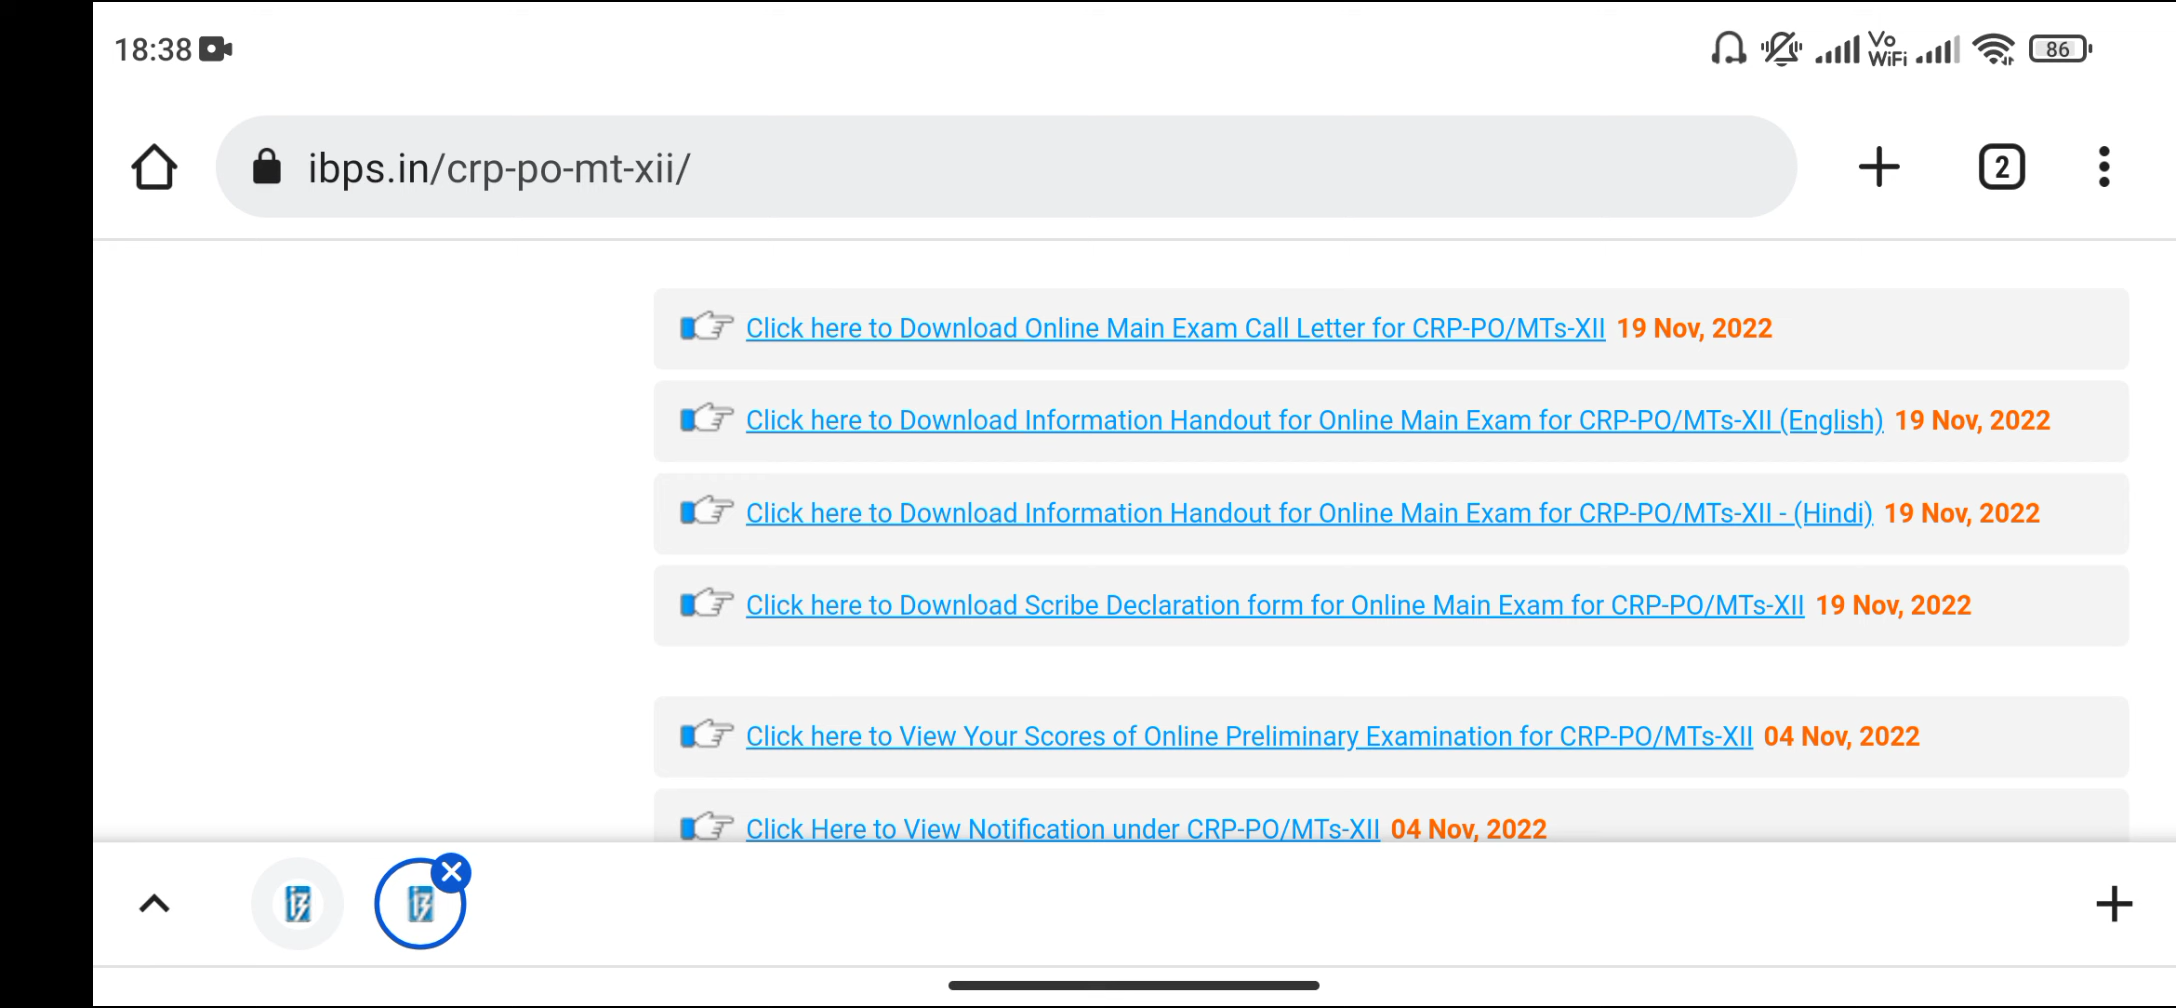 18:38
Vo
WiFi
86
ibps.in/crp-po-mt-xii/
2
Click here to Download Online Main Exam Call Letter for CRP-PO/MTs-XII 19 Nov, 2022
Click here to Download Information Handout for Online Main Exam for CRP-PO/MTs-XII (English) 19 Nov, 2022
Click here to Download Information Handout for Online Main Exam for CRP-PO/MTs-XII - (Hindi) 19 Nov, 2022
Click here to Download Scribe Declaration form for Online Main Exam for CRP-PO/MTs-XII 19 Nov, 2022
Click here to View Your Scores of Online Preliminary Examination for CRP-PO/MTs-XII 04 Nov, 2022
Click Here to View Notification under CRP-PO/MTs-XII 04 Nov, 2022